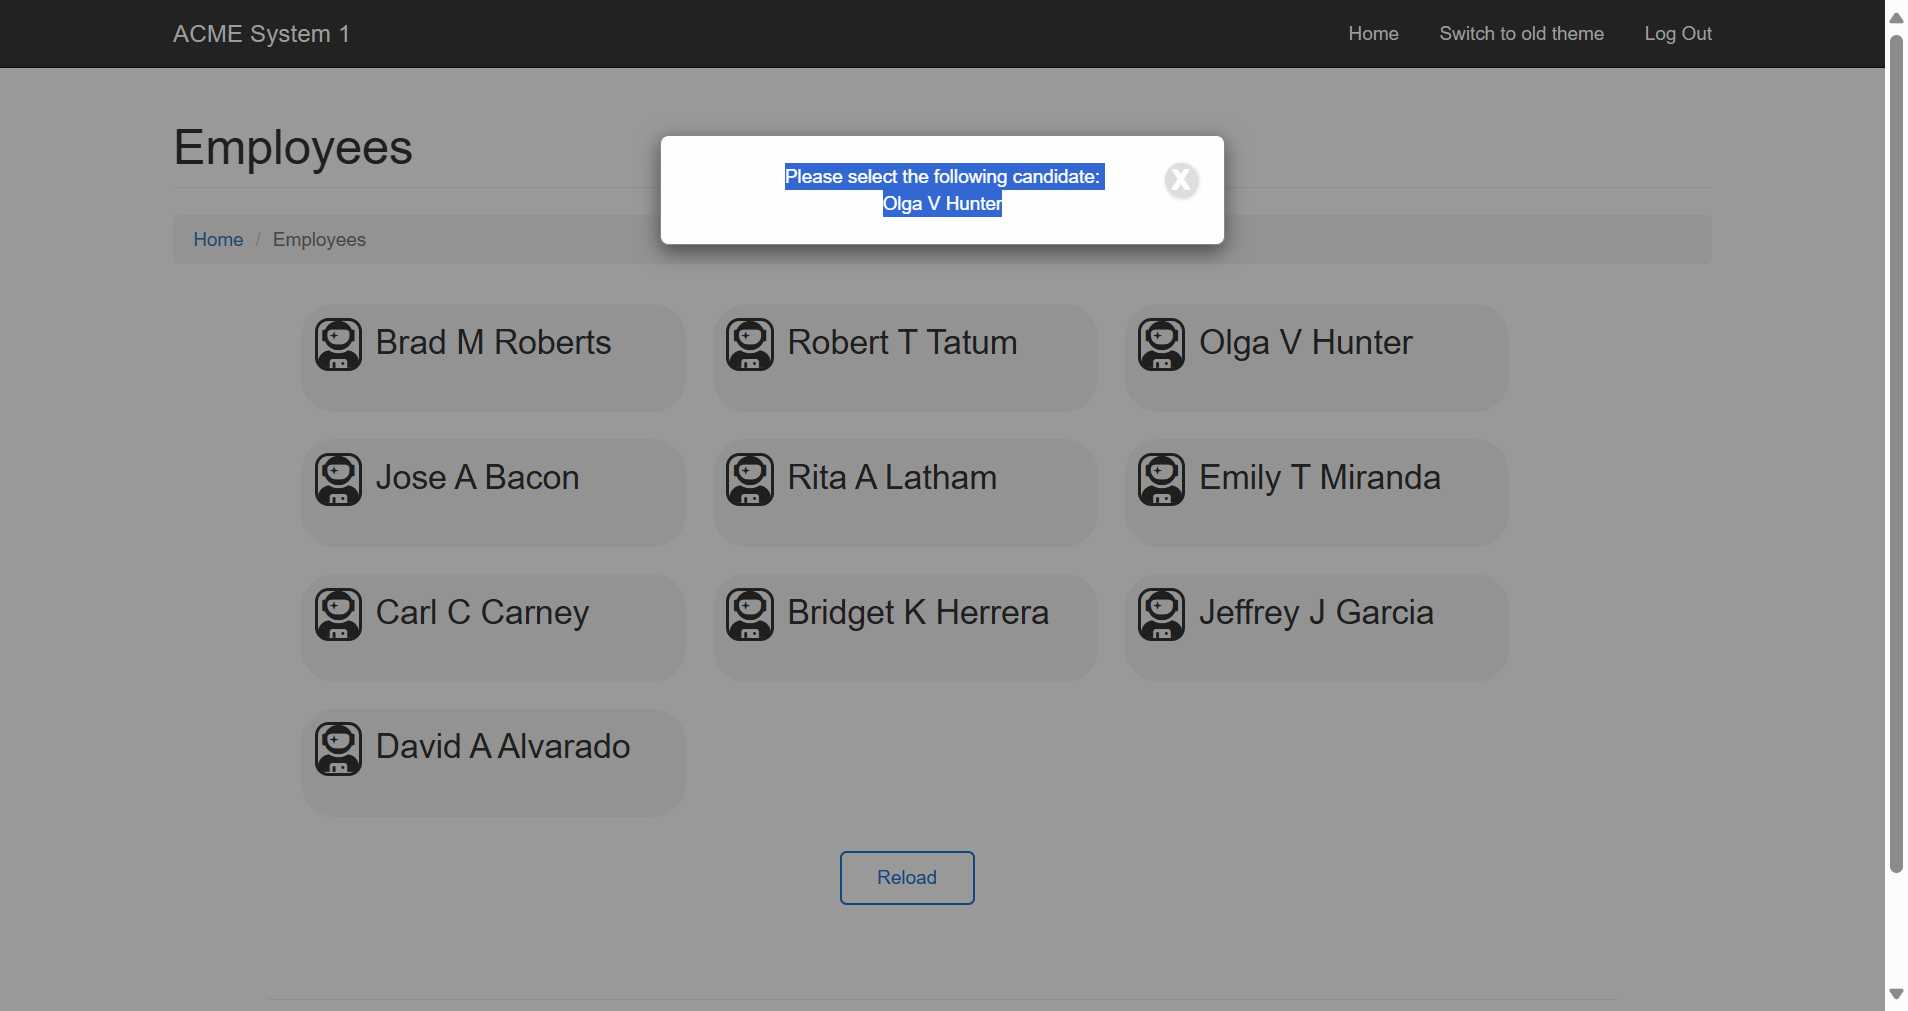 ACME System 1
Home
Switch to old theme
Log Out
Employees
Please select the following candidate:
Olga V Hunter
X
Home / Employees
Brad M Roberts
Robert T Tatum
Olga V Hunter
Jose A Bacon
Rita A Latham
Emily T Miranda
Carl C Carney
Bridget K Herrera
Jeffrey J Garcia
David A Alvarado
Reload